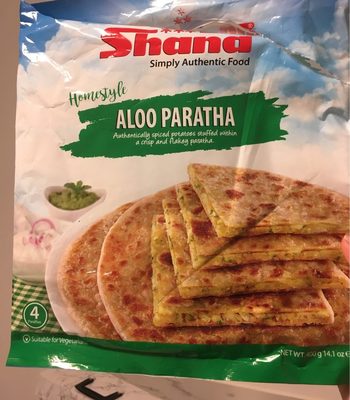 Shana
Simply Authentic Food
Homestyle
ALOO PARATHA
Authentically spiced potatoes stuffed within
a crisp and flakey paratha.
4
Suitable for Vegetar
NET WT. 400 g 14.1 oz